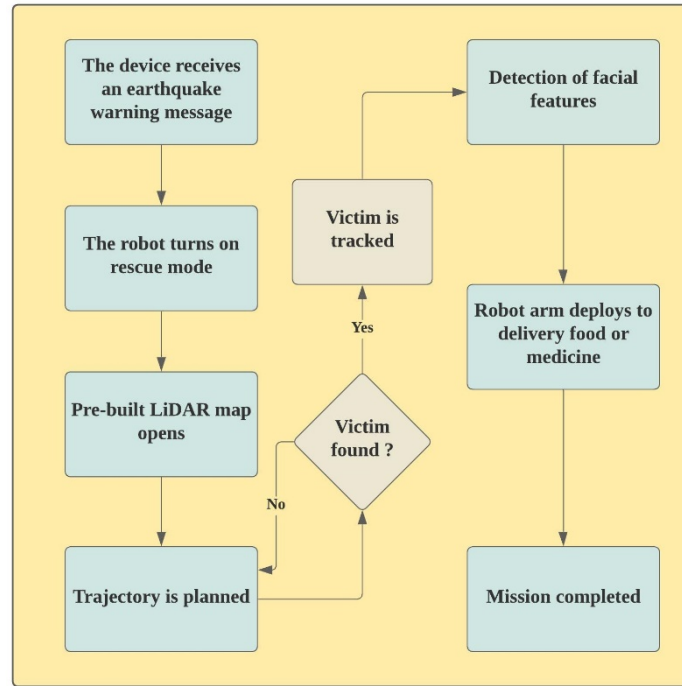 The device receives
an earthquake
warning message
The robot turns on
rescue mode
Pre-built LiDAR map
opens
Trajectory is planned
No
Victim
found ?
Yes
Victim is
tracked
Detection of facial
features
Robot arm deploys to
delivery food or
medicine
Mission completed